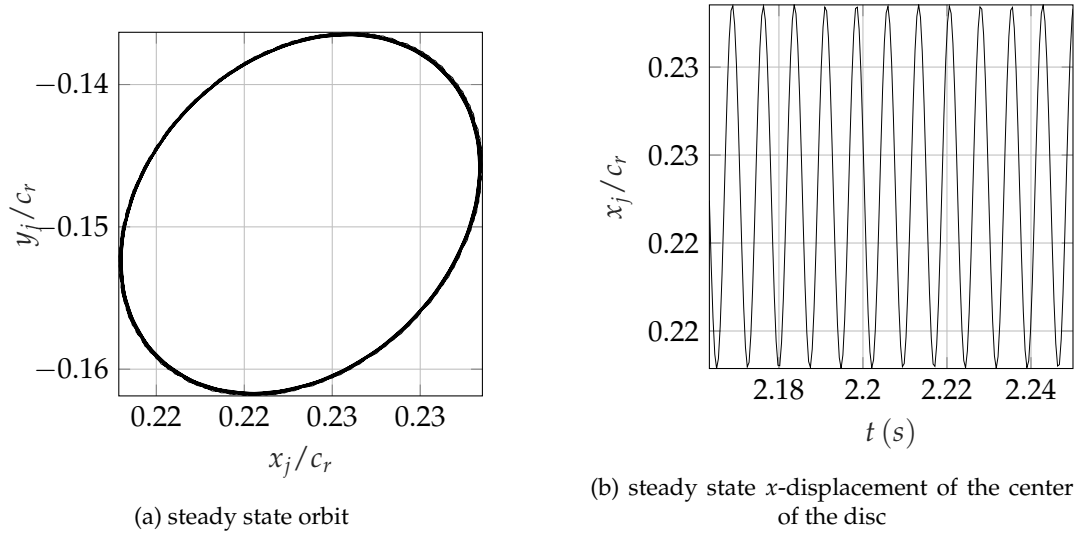 −0.14
−0.15
−0.16
y_j/c_r
0.22
0.22
0.23
0.23
x_j/c_r
(a) steady state orbit
0.23
0.23
0.22
0.22
x_j/c_r
2.18
2.2
2.22
2.24
t (s)
(b) steady state x-displacement of the center
of the disc